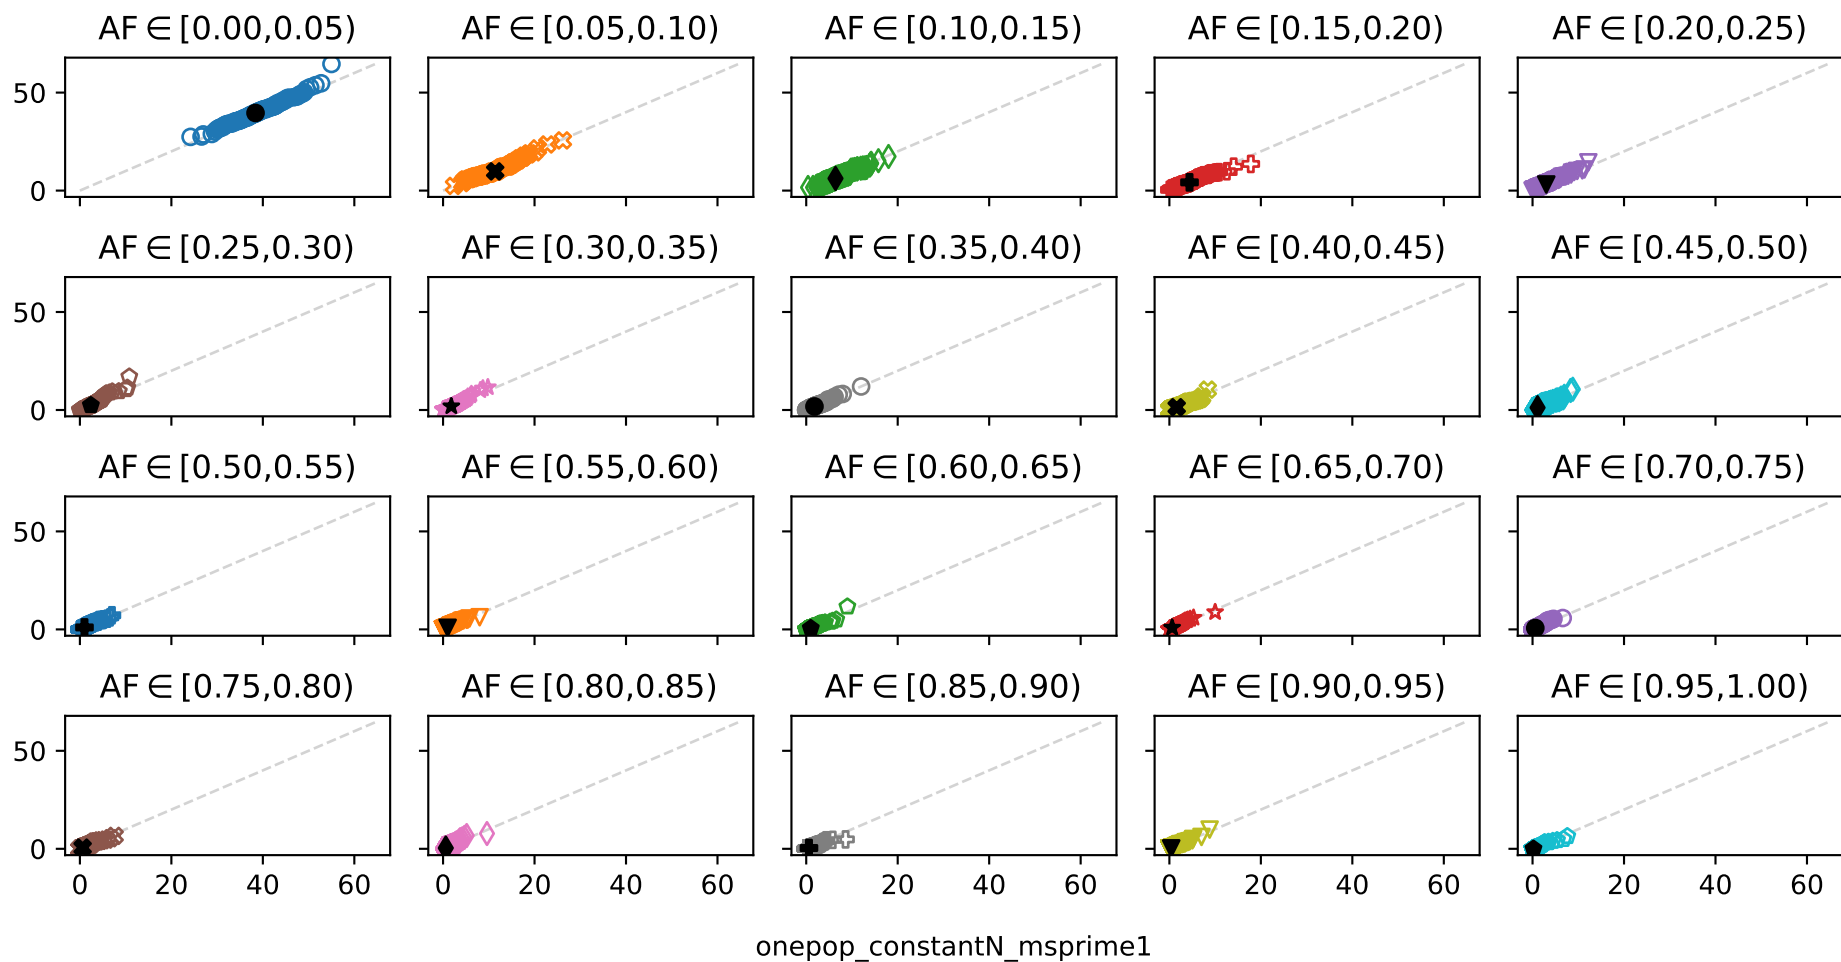 AF ∈ [0.00,0.05) AF ∈ [0.05,0.10) AF ∈ [0.10,0.15) AF ∈ [0.15,0.20) AF ∈ [0.20,0.25)
50
0
AF ∈ [0.25,0.30) AF ∈ [0.30,0.35) AF ∈ [0.35,0.40) AF ∈ [0.40,0.45) AF ∈ [0.45,0.50)
50
0
AF ∈ [0.50,0.55) AF ∈ [0.55,0.60) AF ∈ [0.60,0.65) AF ∈ [0.65,0.70) AF ∈ [0.70,0.75)
50
0
AF ∈ [0.75,0.80) AF ∈ [0.80,0.85) AF ∈ [0.85,0.90) AF ∈ [0.90,0.95) AF ∈ [0.95,1.00)
50
0
0 20 40 60 0 20 40 60 0 20 40 60 0 20 40 60 0 20 40 60
onepop_constantN_msprime1